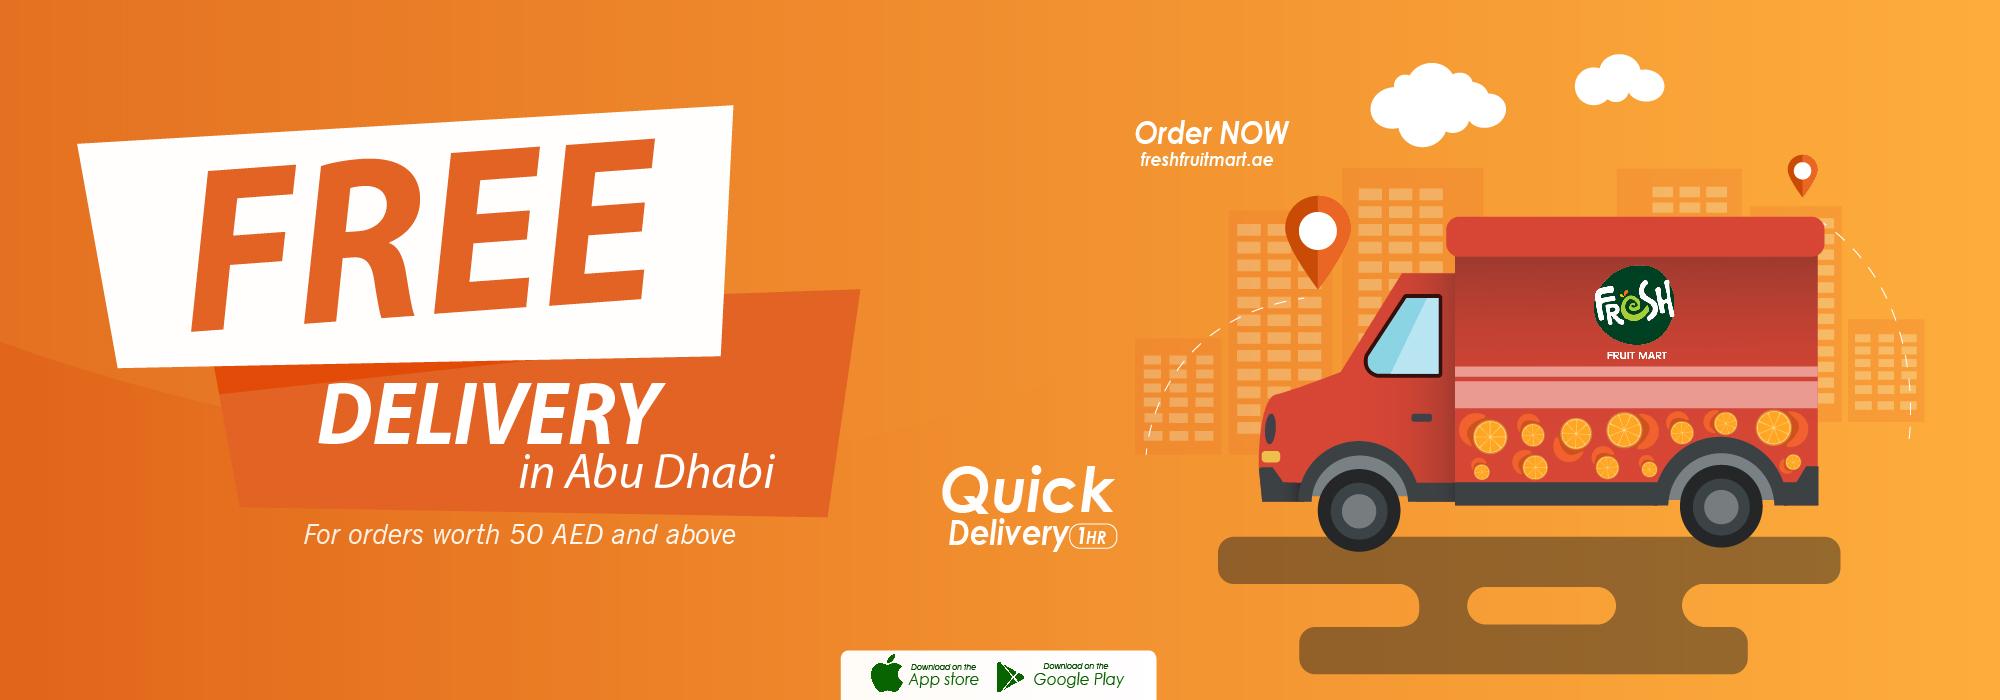 FREE
DELIVERY
in Abu Dhabi
For orders worth 50 AED and above
Order NOW
freshfruitmart.ae
FRESH
FRUIT MART
Quick
Delivery 1HR
Download on the
App store
Download on the
Google Play